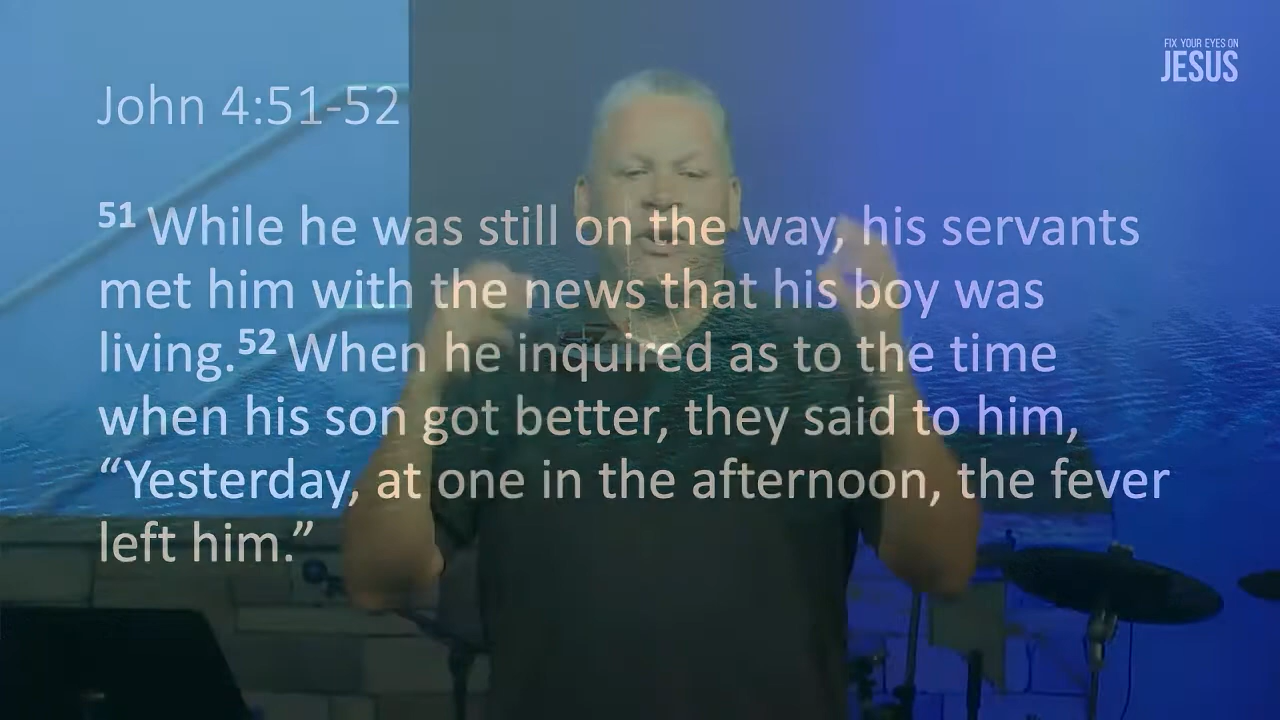 FIX YOUR EYES ON
JESUS
John 4:51-52
51 While he was still on the way, his servants
met him with the news that his boy was
living. 52 When he inquired as to the time
when his son got better, they said to him,
“Yesterday, at one in the afternoon, the fever
left him.”